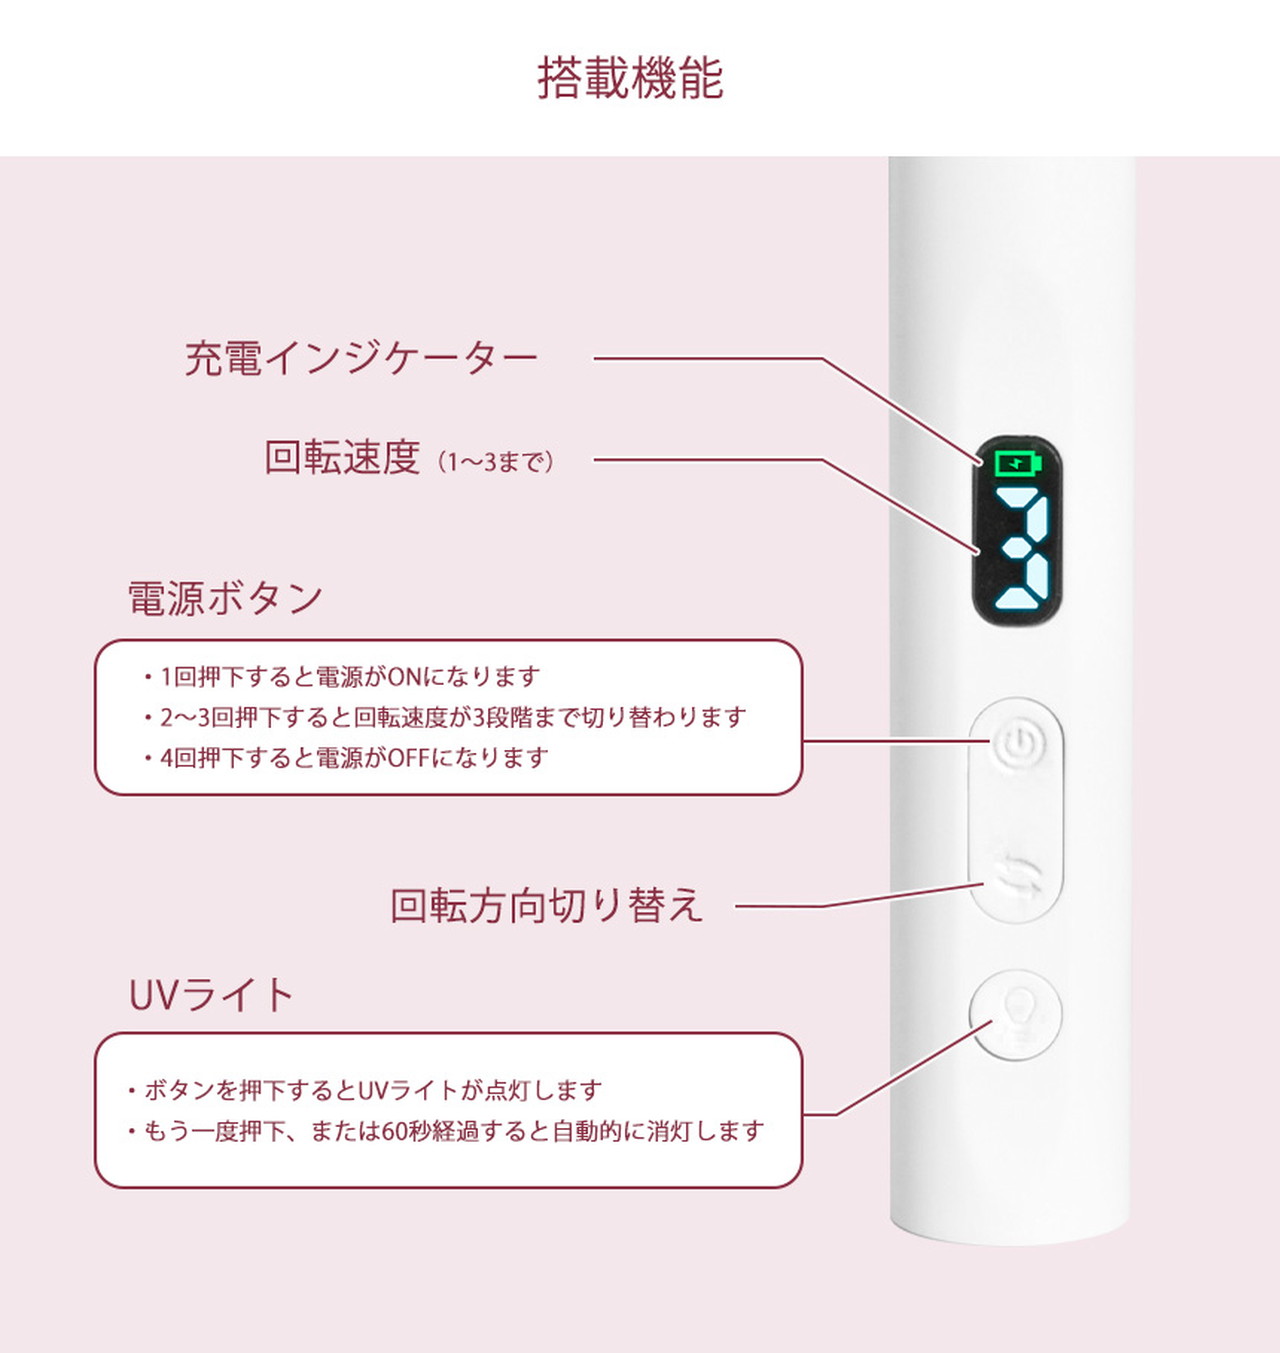 搭載機能
充電インジケーター
回転速度（1〜3まで）
3
電源ボタン
・1回押下すると電源がONになります
・2〜3回押下すると回転速度が3段階まで切り替わります
・4回押下すると電源がOFFになります
回転方向切り替え
UVライト
・ボタンを押下するとUVライトが点灯します
・もう一度押下、または60秒経過すると自動的に消灯します